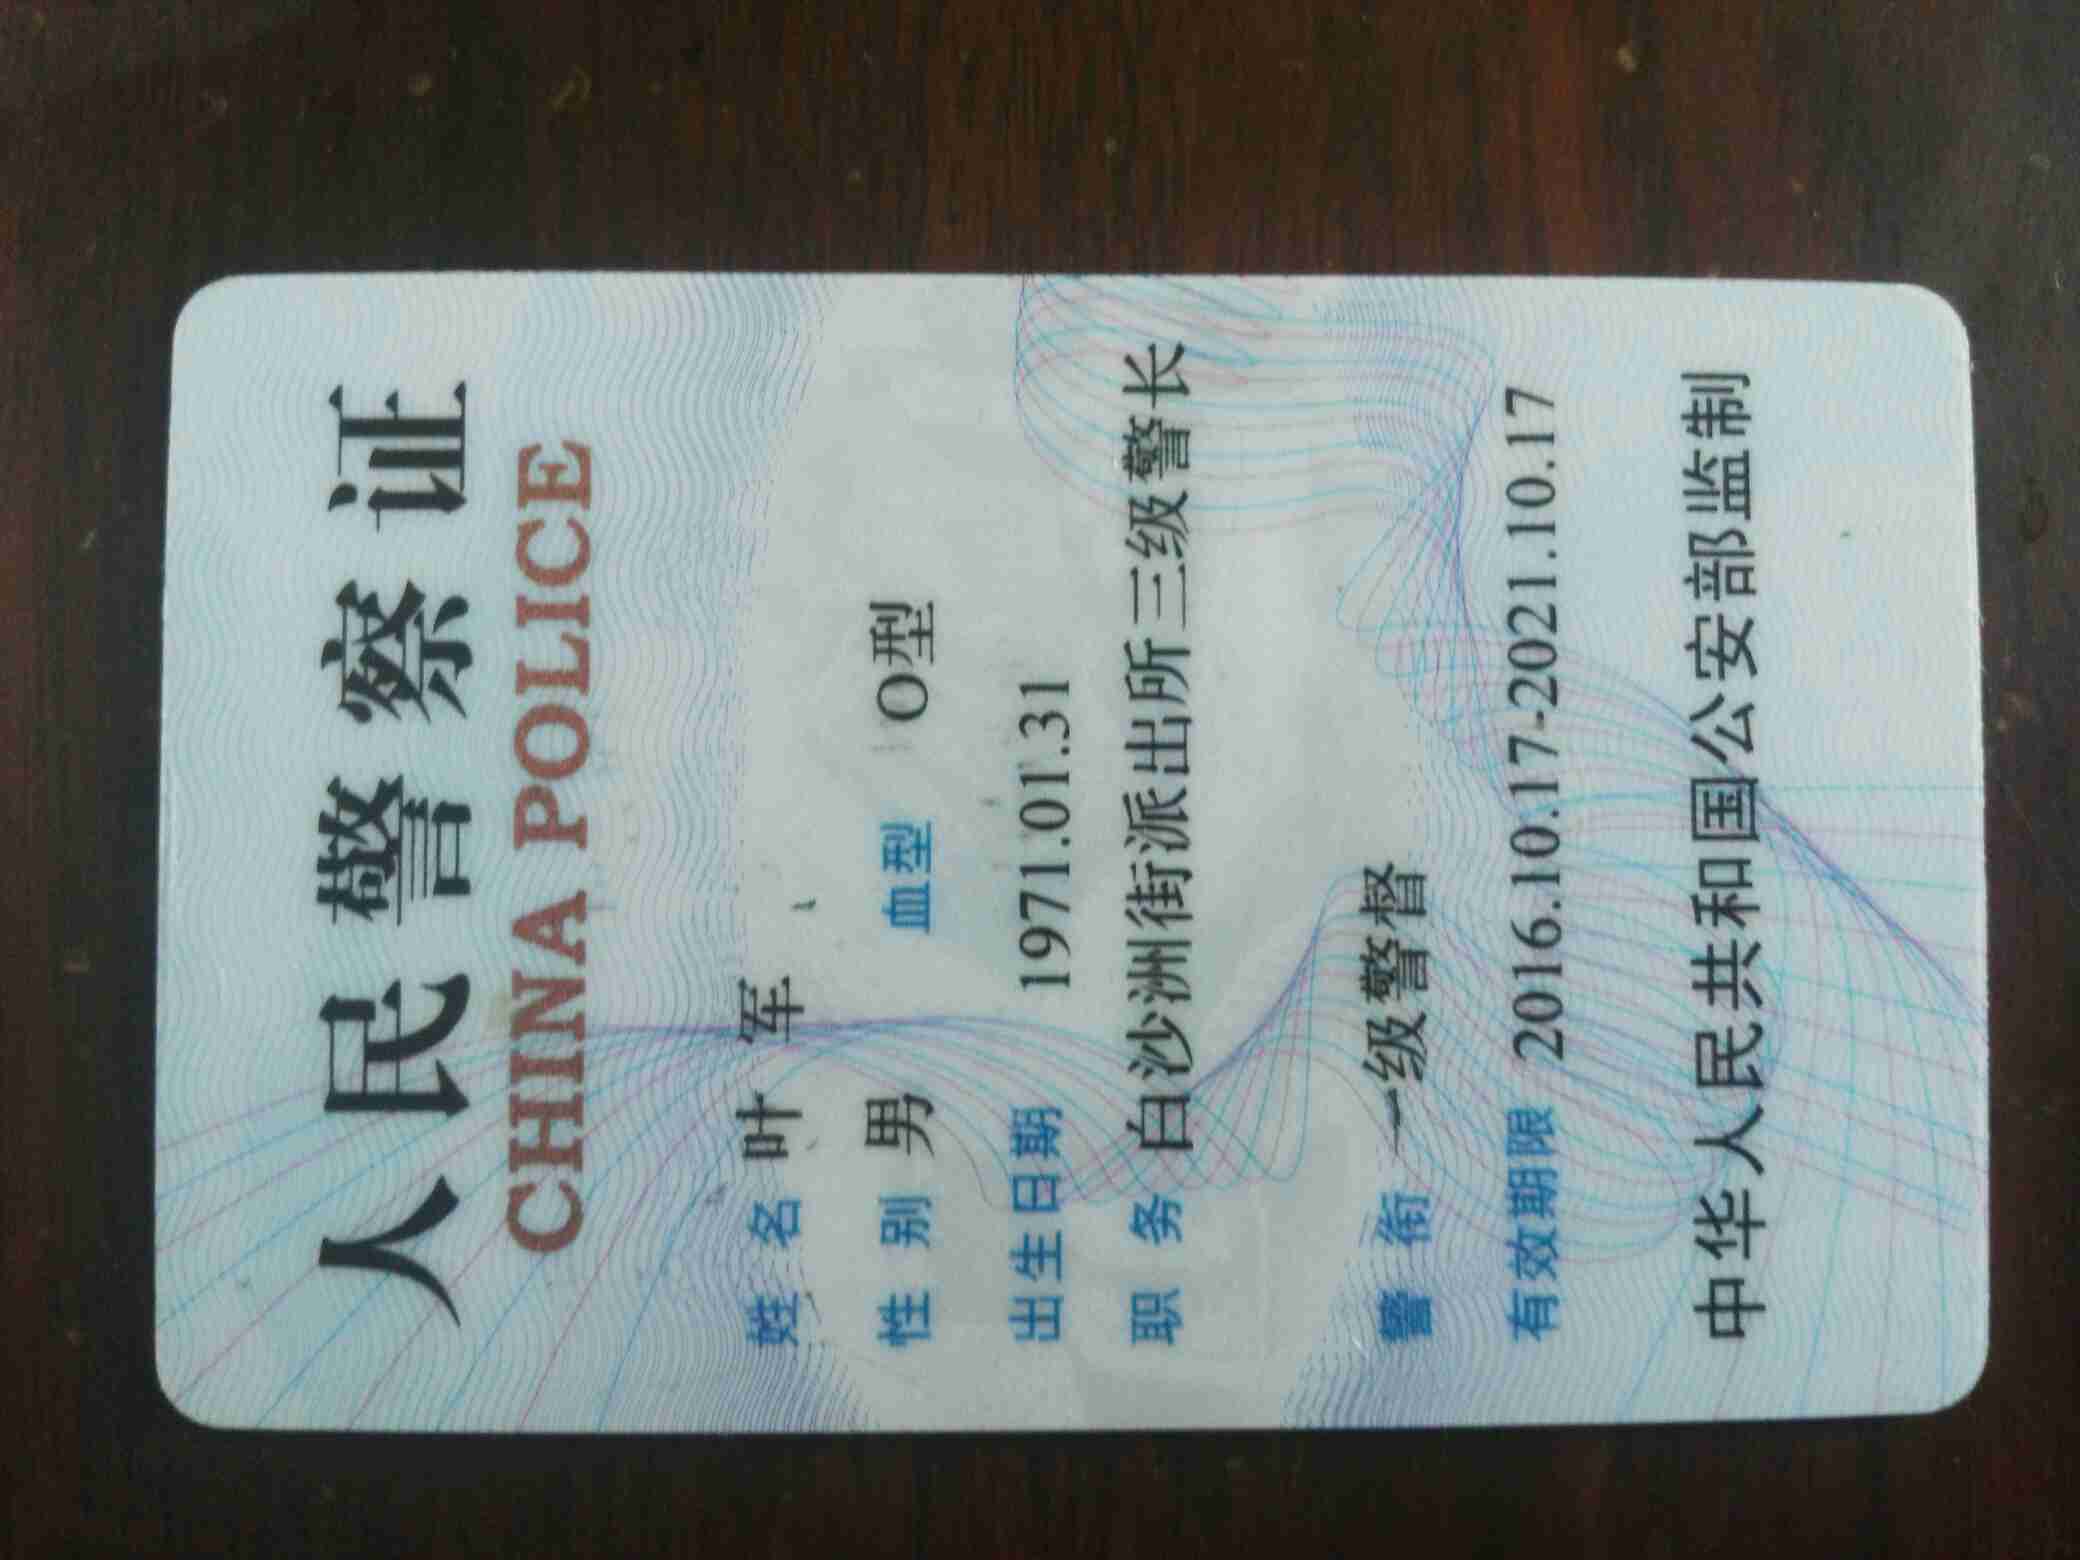 人民警察证
CHINA POLICE
姓名 叶军
性别 男 血型 O型
出生日期 1971.01.31
职务 白沙洲街派出所三级警长
警衔 一级警督
有效期限 2016.10.17-2021.10.17
中华人民共和国公安部监制